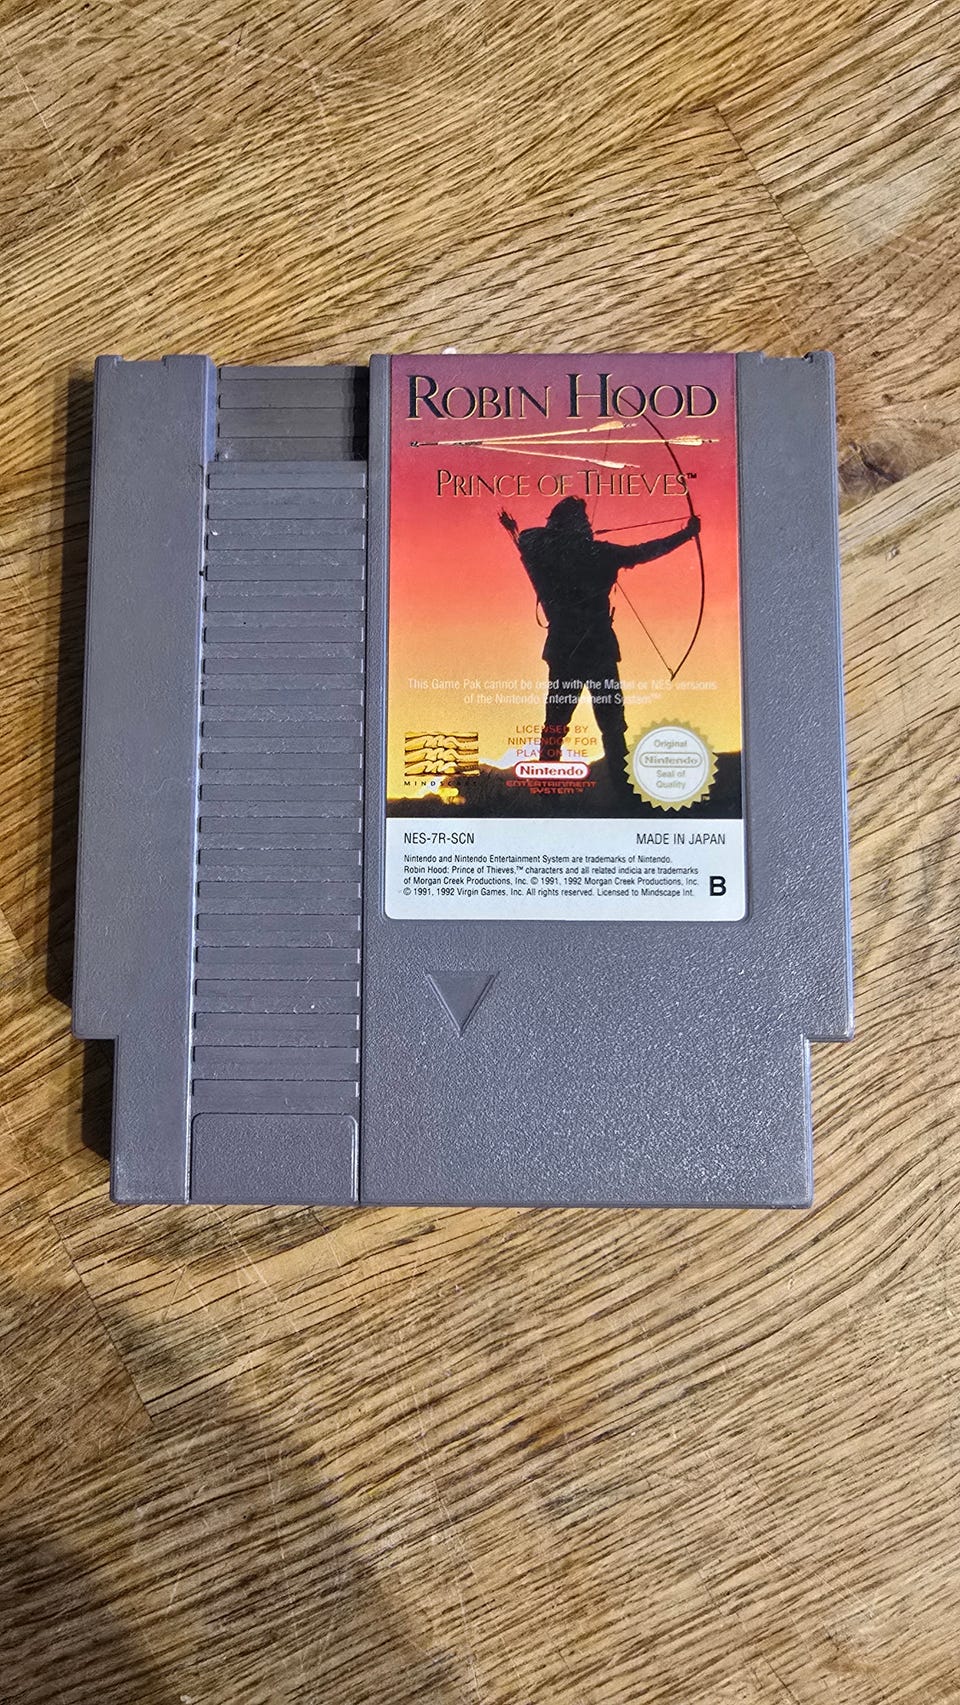 ROBIN HOOD
PRINCE OF THIEVES™
This Game Pak cannot be used with the Mattel or NES versions
of the Nintendo Entertainment System™
LICENSED BY
NINTENDO® FOR
PLAY ON THE
Nintendo
ENTERTAINMENT
SYSTEM™
MINDSCAPE
Original
Nintendo
Seal of
Quality
TM
NES-7R-SCN
MADE IN JAPAN
Nintendo and Nintendo Entertainment System are trademarks of Nintendo.
Robin Hood: Prince of Thieves,™ characters and all related indicia are trademarks
of Morgan Creek Productions, Inc. © 1991, 1992 Morgan Creek Productions, Inc.
© 1991, 1992 Virgin Games, Inc. All rights reserved. Licensed to Mindscape Int.
B